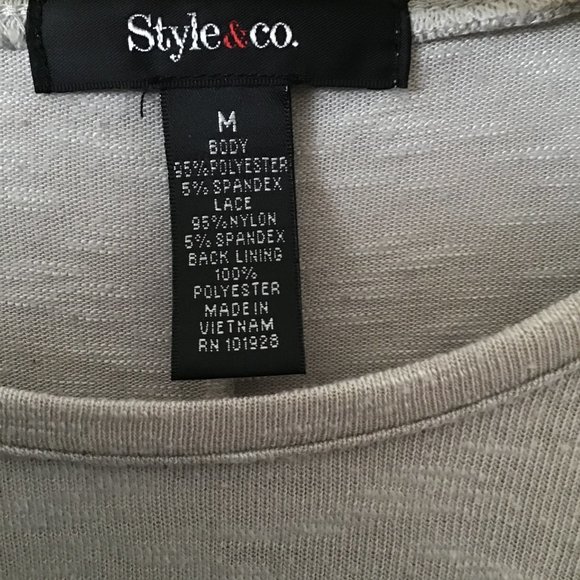 Style&co.
M
BODY
95%POLYESTER
5% SPANDEX
LACE
95%NYLON
5% SPANDEX
BACK LINING
100%
POLYESTER
MADE IN
VIETNAM
RN 101928